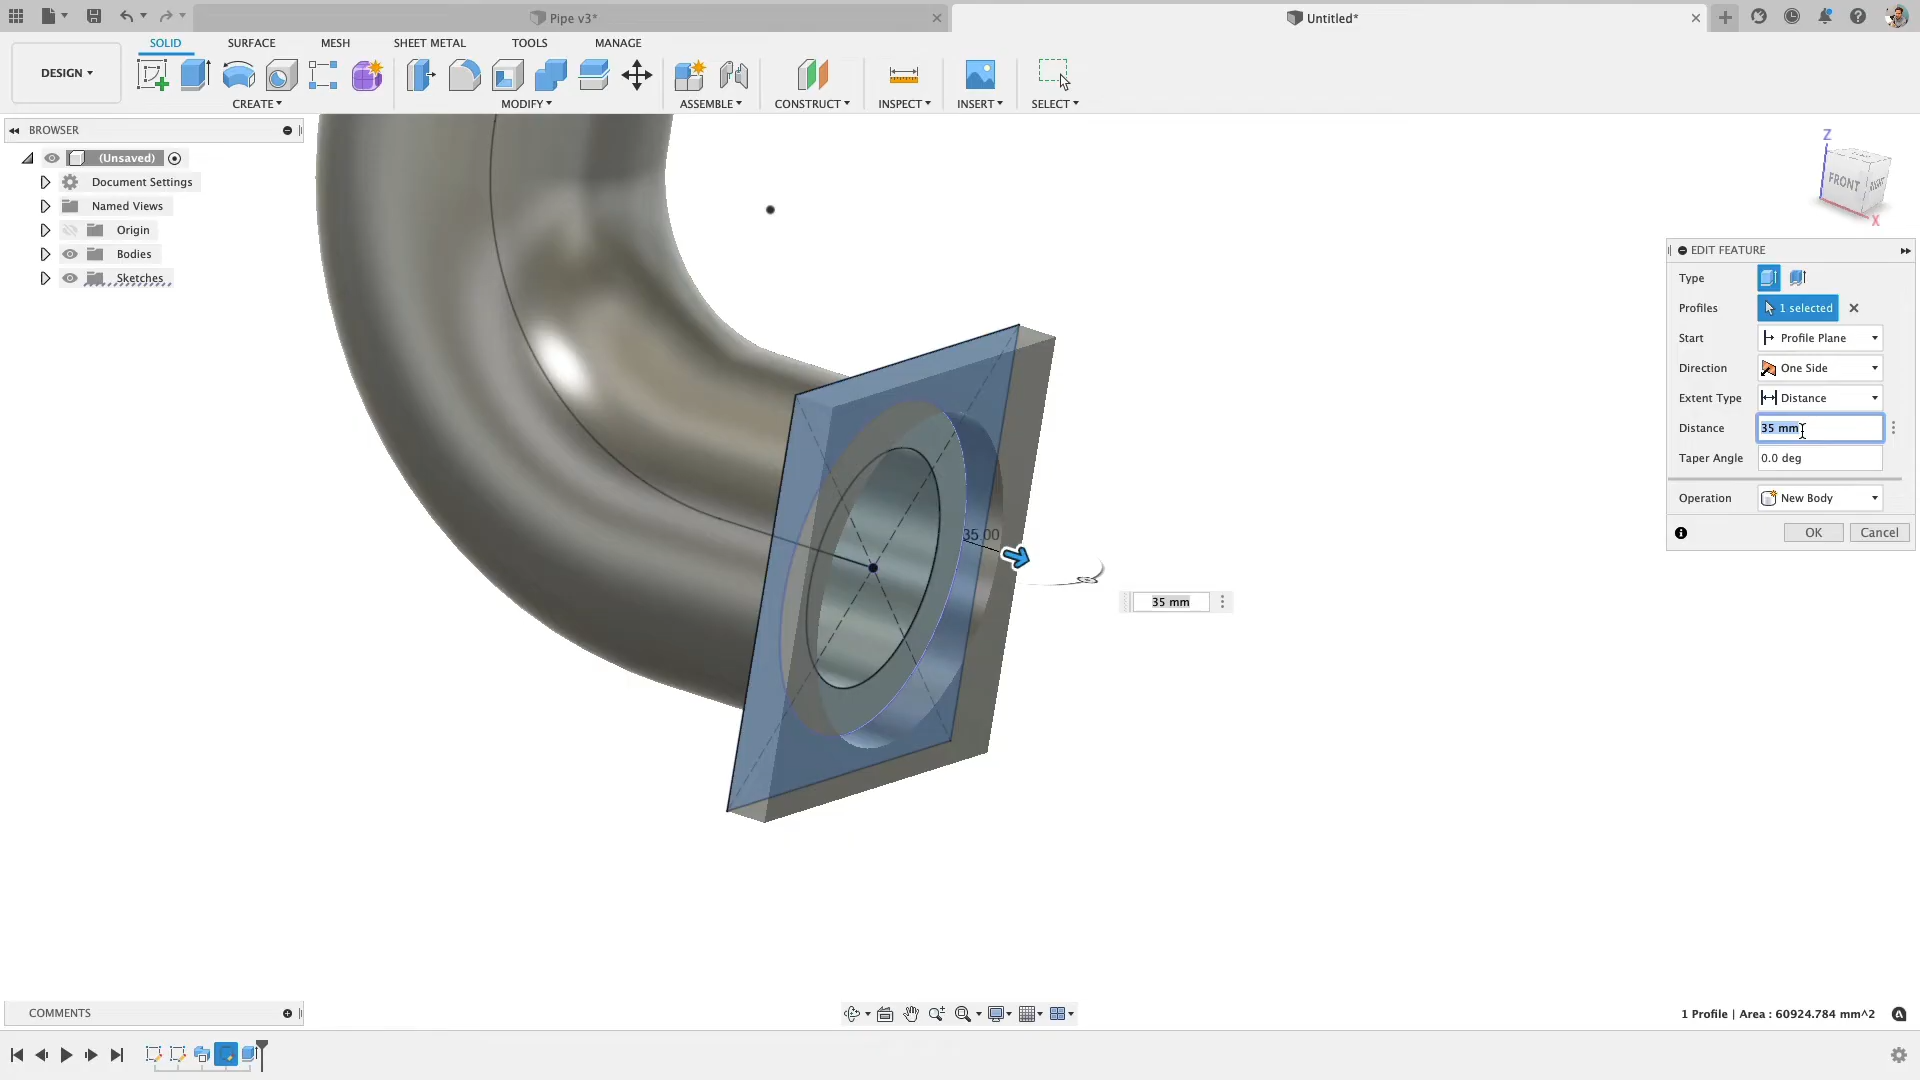 Pipe v3*
Untitled*
DESIGN
SOLID
SURFACE
MESH
SHEET METAL
TOOLS
MANAGE
CREATE
MODIFY
ASSEMBLE
CONSTRUCT
INSPECT
INSERT
SELECT
BROWSER
(Unsaved)
Document Settings
Named Views
Origin
Bodies
Sketches
Z
FRONT
RIGHT
X
EDIT FEATURE
Type
Profiles 1 selected
Start Profile Plane
Direction One Side
Extent Type Distance
Distance 35 mm
Taper Angle 0.0 deg
Operation New Body
OK Cancel
35.00
35 mm
COMMENTS
1 Profile | Area : 60924.784 mm^2